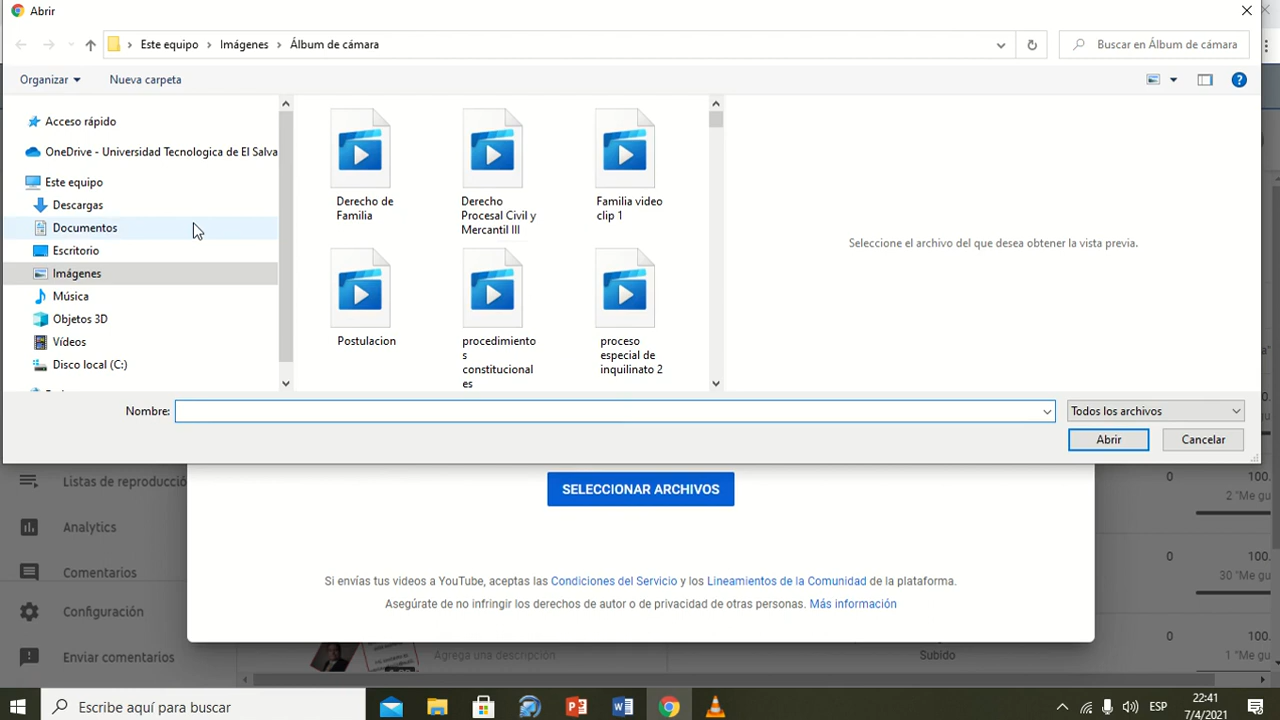 Abrir
Este equipo > Imágenes > Álbum de cámara
Buscar en Álbum de cámara
Organizar
Nueva carpeta
Acceso rápido
OneDrive - Universidad Tecnologica de El Salva
Este equipo
Descargas
Documentos
Escritorio
Imágenes
Música
Objetos 3D
Vídeos
Disco local (C:)
Derecho de
Familia
Derecho
Procesal Civil y
Mercantil III
Familia video
clip 1
Postulacion
procedimiento
s
constitucional
es
proceso
especial de
inquilinato 2
Seleccione el archivo del que desea obtener la vista previa.
Nombre:
Todos los archivos
Abrir
Cancelar
SELECCIONAR ARCHIVOS
Si envías tus videos a YouTube, aceptas las Condiciones del Servicio y los Lineamientos de la Comunidad de la plataforma.
Asegúrate de no infringir los derechos de autor o de privacidad de otras personas. Más información
Listas de reproducció
Analytics
Comentarios
Configuración
Enviar comentarios
0 100.
2 "Me gu
0 100.
30 "Me gu
0 100.
1 "Me gu
Agrega una descripción
Subido
Escribe aquí para buscar
ESP
22:41
7/4/2021